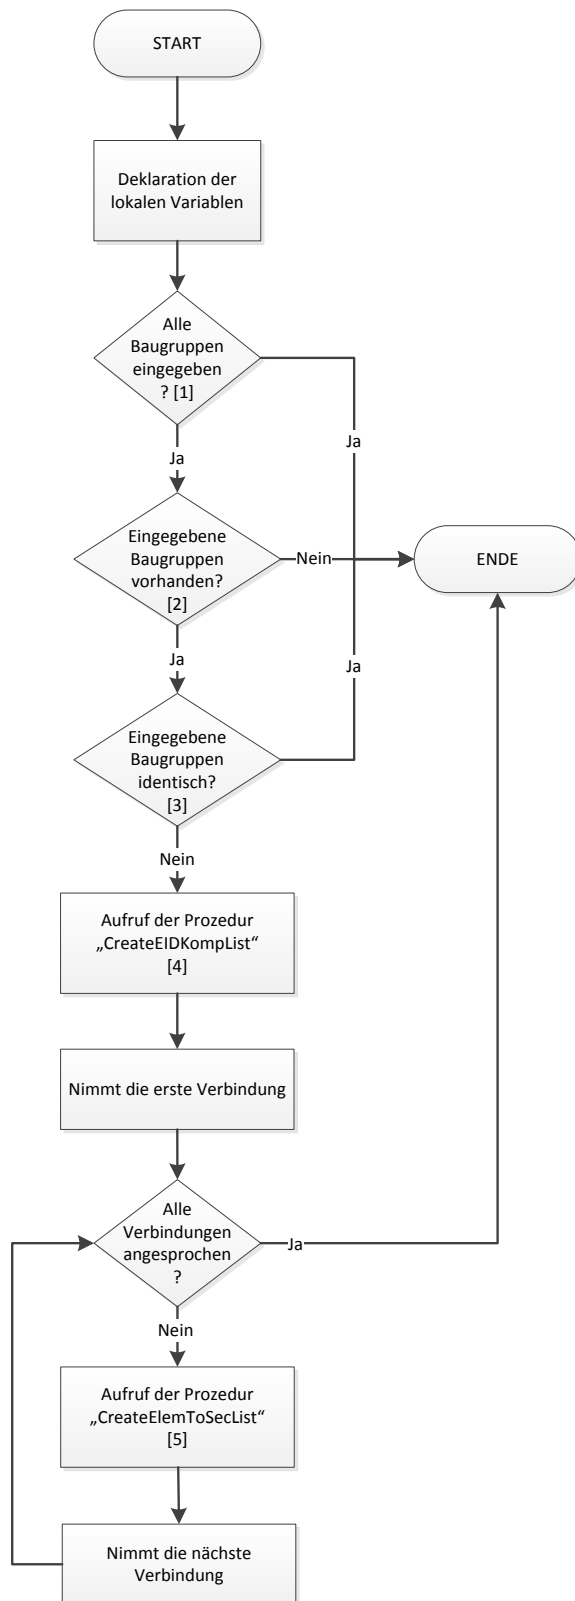 START
Deklaration der
lokalen Variablen
Alle
Baugruppen
eingegeben
? [1]
Ja
Ja
Eingegebene
Baugruppen
vorhanden?
[2]
Nein
ENDE
Ja
Ja
Eingegebene
Baugruppen
identisch?
[3]
Nein
Aufruf der Prozedur
„CreateEIDKompList“
[4]
Nimmt die erste Verbindung
Alle
Verbindungen
angesprochen
?
Ja
Nein
Aufruf der Prozedur
„CreateElemToSecList“
[5]
Nimmt die nächste
Verbindung